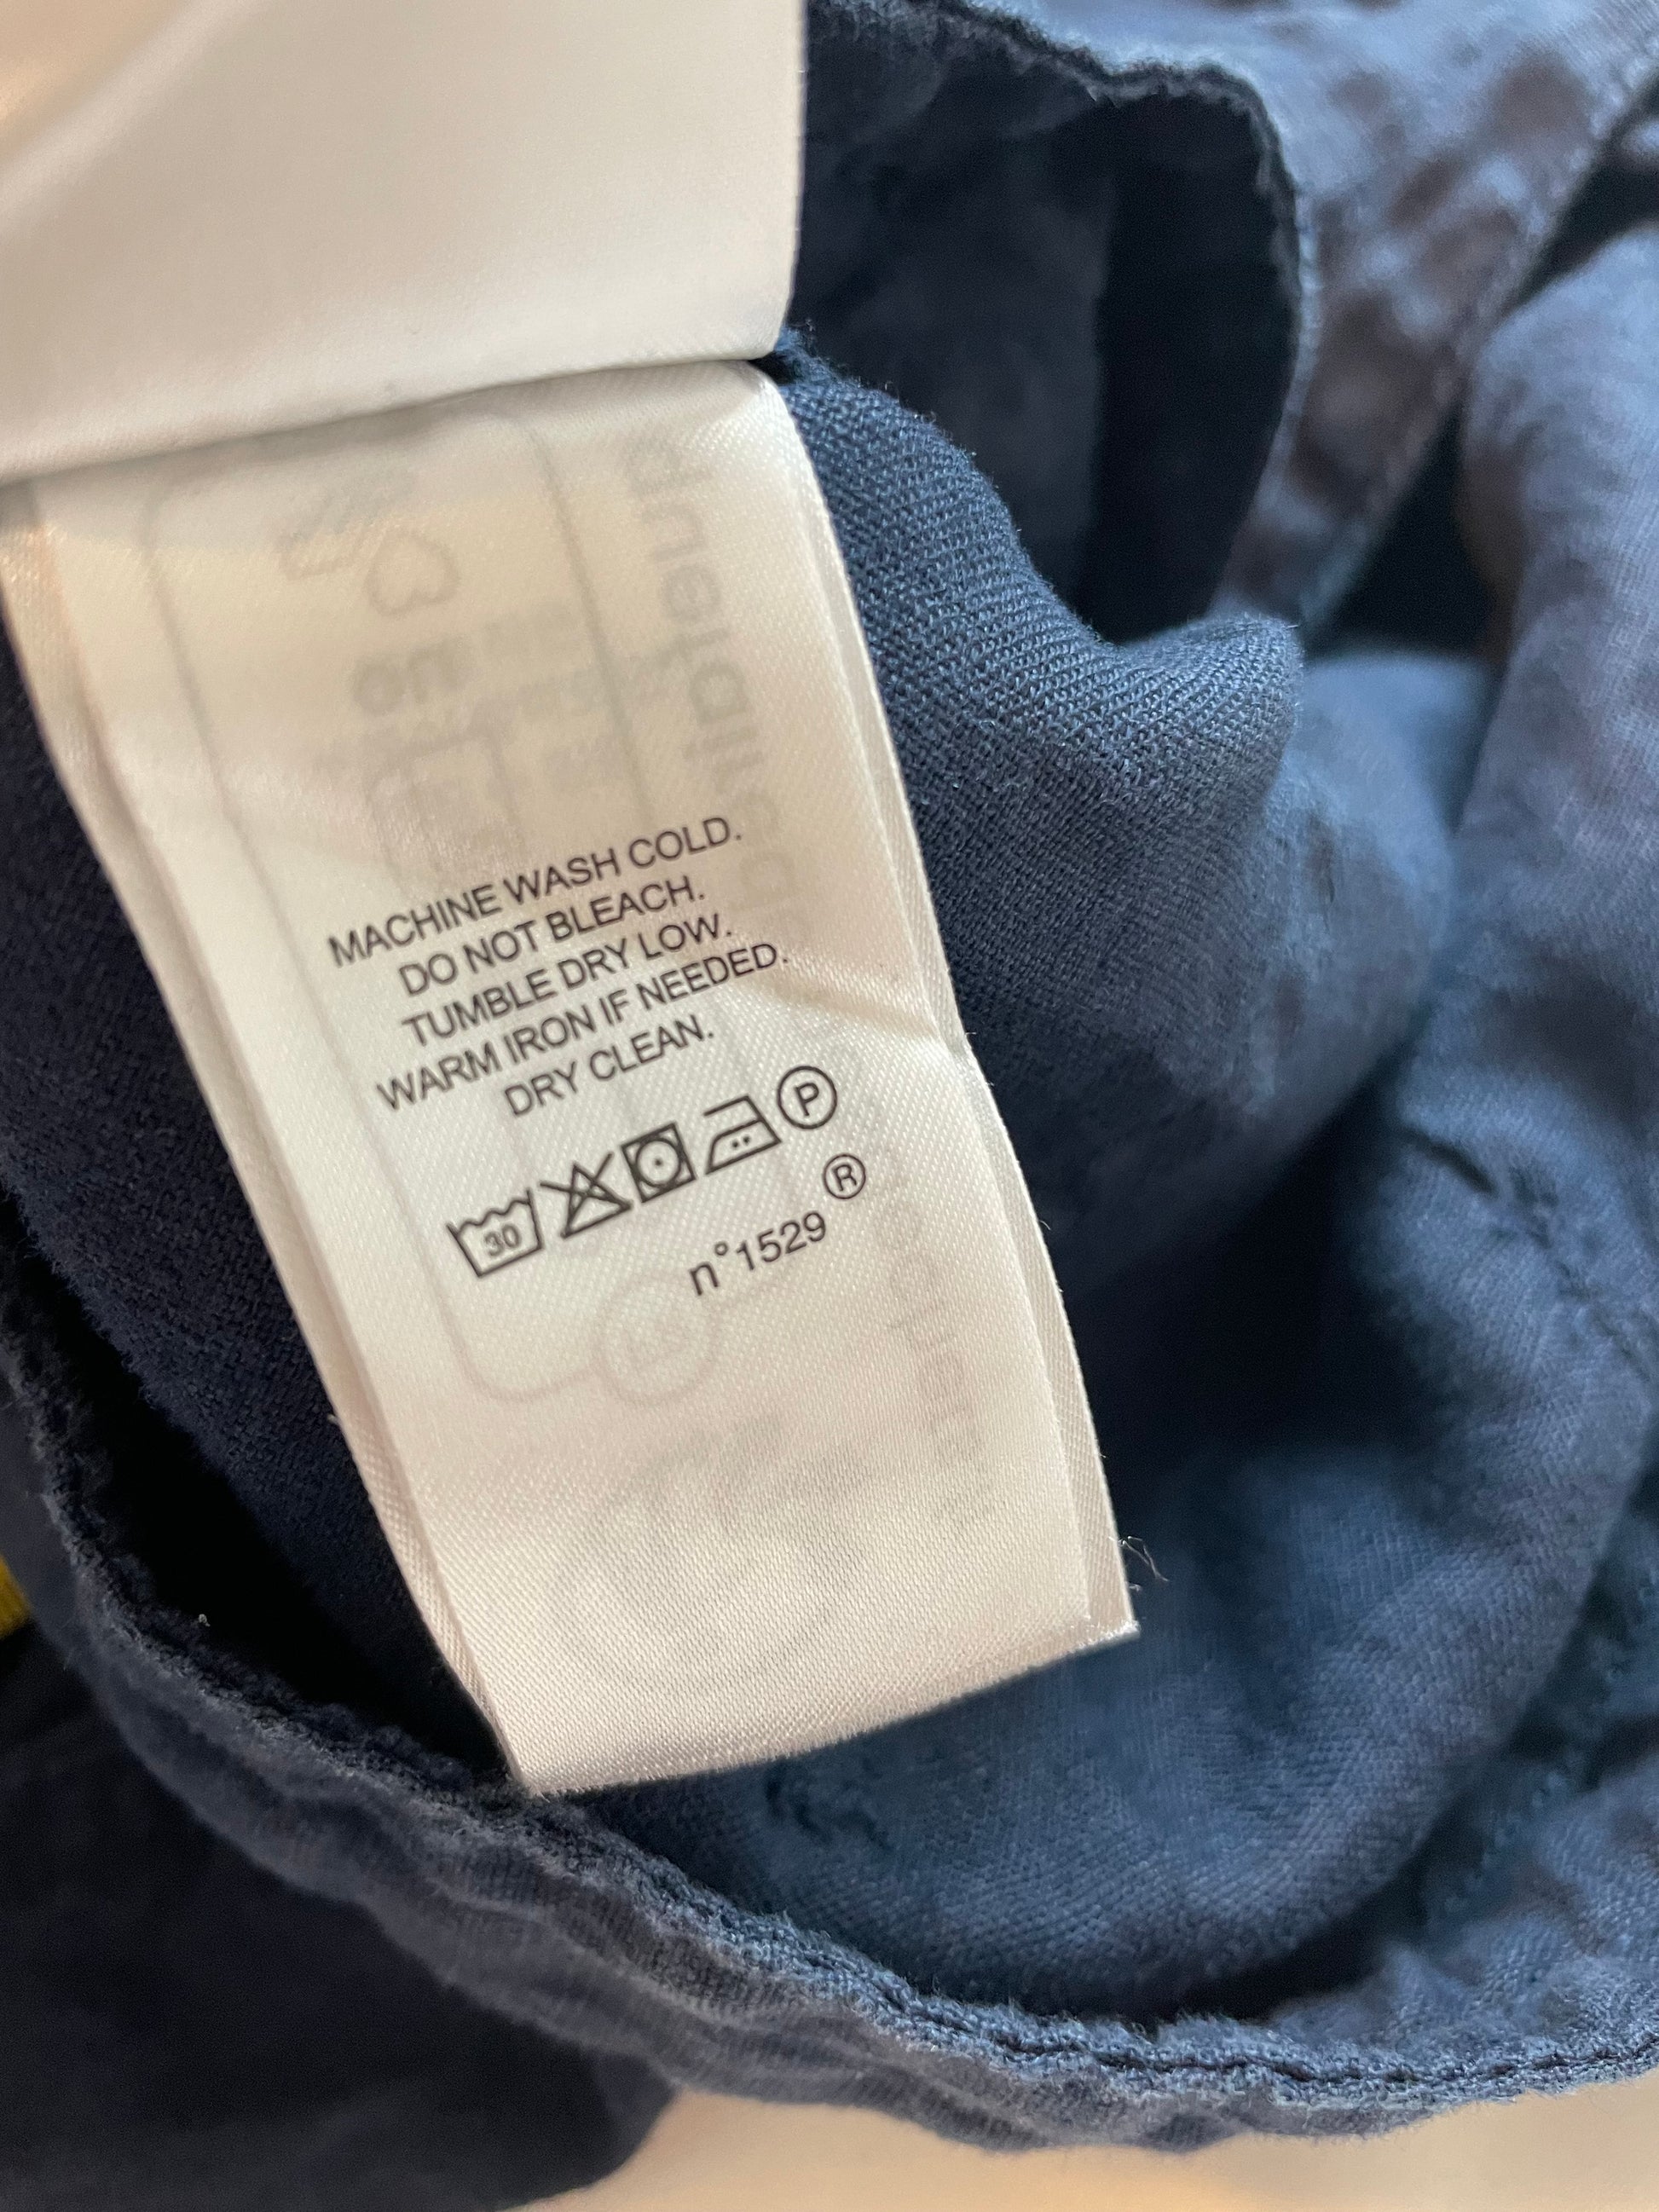 MACHINE WASH COLD.
DO NOT BLEACH.
TUMBLE DRY LOW.
WARM IRON IF NEEDED.
DRY CLEAN.
30 P
n°1529 ®